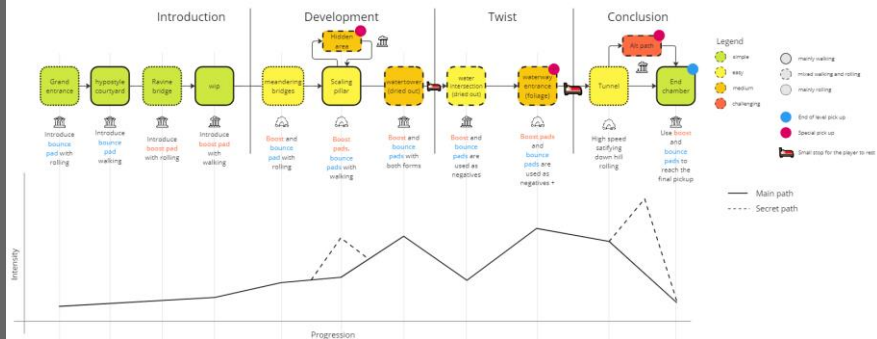 Introduction
Development
Twist
Conclusion
Hidden
area
Alt path
Grand
entrance
hypostyle
courtyard
Ravine
bridge
wip
meandering
bridges
Scaling
pillar
watertower
(dried out)
water
intersection
(dried out)
waterway
entrance
(foliage)
Tunnel
End
chamber
Introduce
bounce
pad with
rolling
Introduce
bounce
pad
walking
Introduce
boost pad
with rolling
Introduce
boost pad
with
walking
Boost and
bounce
pad with
rolling
Boost
pads,
bounce
pads with
walking
Boost and
bounce
pads with
both forms
Boost and
bounce
pads are
used as
negatives
Boost pads
and
bounce
pads are
used as
negatives +
High speed
satifying
down hill
rolling
Use boost
and
bounce
pads to
reach the
final pickup
Legend
simple
easy
medium
challenging
mainly walking
mixed walking and rolling
mainly rolling
End of level pick up
Special pick up
Small stop for the player to rest
Main path
Secret path
Intensity
Progression